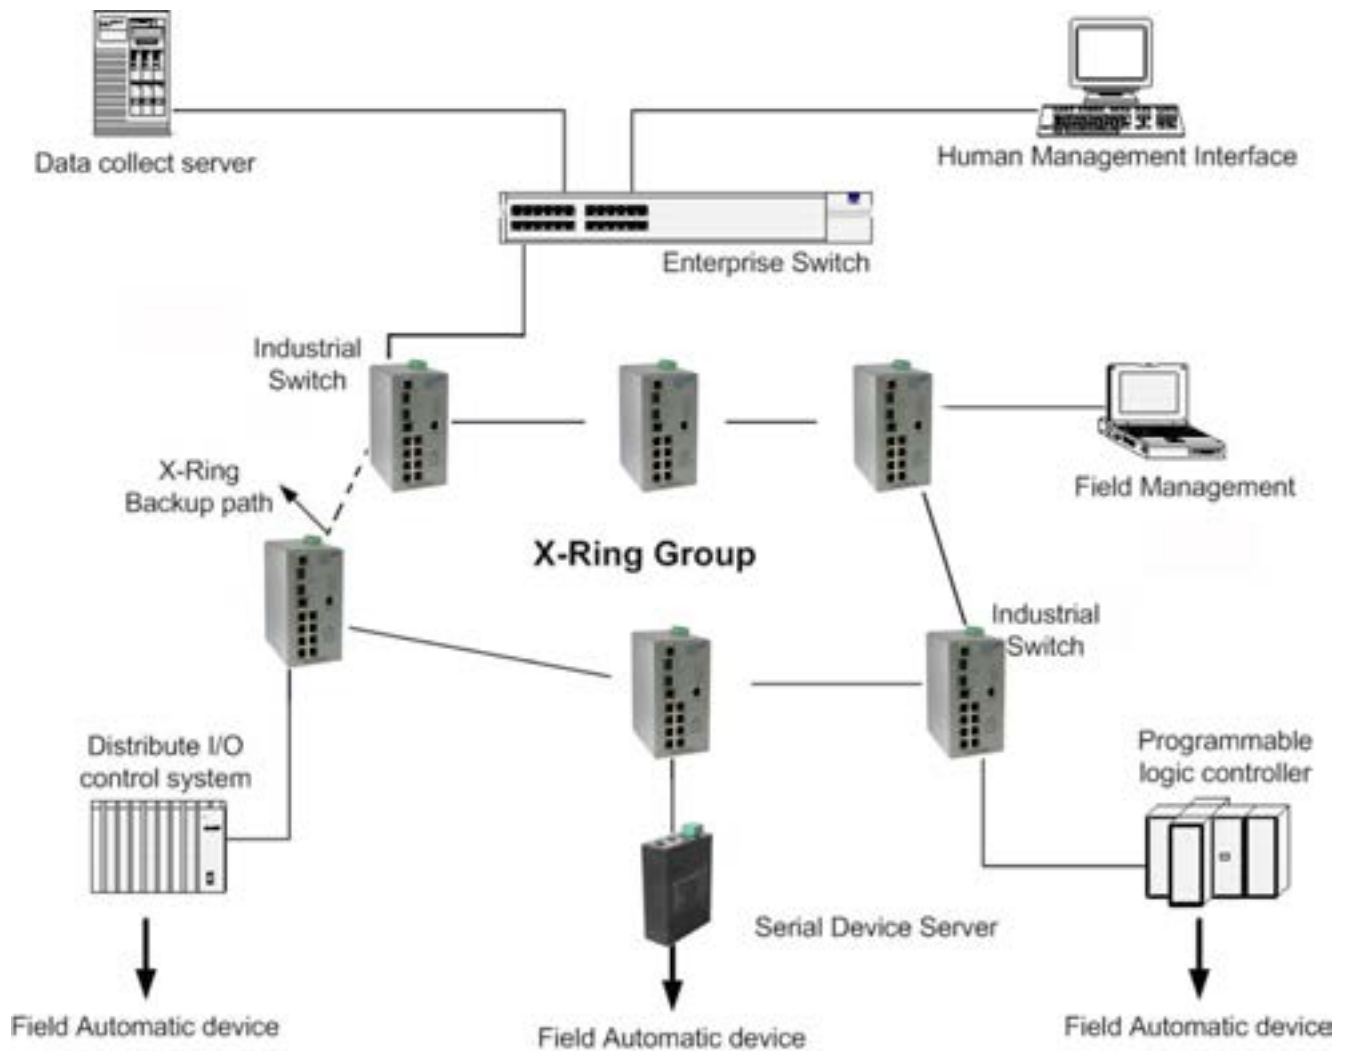 Data collect server
Human Management Interface
Enterprise Switch
Industrial
Switch
X-Ring
Backup path
Field Management
X-Ring Group
Industrial
Switch
Distribute I/O
control system
Programmable
logic controller
Serial Device Server
Field Automatic device
Field Automatic device
Field Automatic device